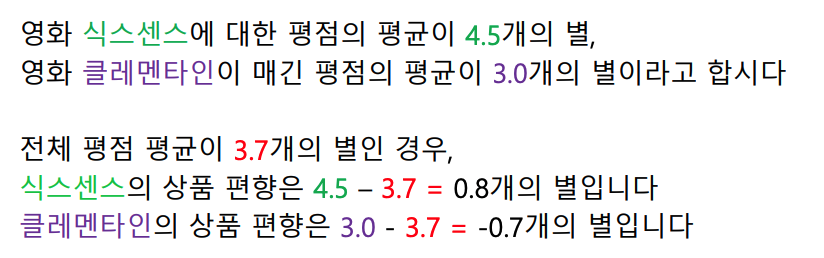 영화 식스센스에 대한 평점의 평균이 4.5개의 별,
영화 클레멘타인이 매긴 평점의 평균이 3.0개의 별이라고 합시다
전체 평점 평균이 3.7개의 별인 경우,
식스센스의 상품 편향은 4.5 – 3.7 = 0.8개의 별입니다
클레멘타인의 상품 편향은 3.0 - 3.7 = -0.7개의 별입니다